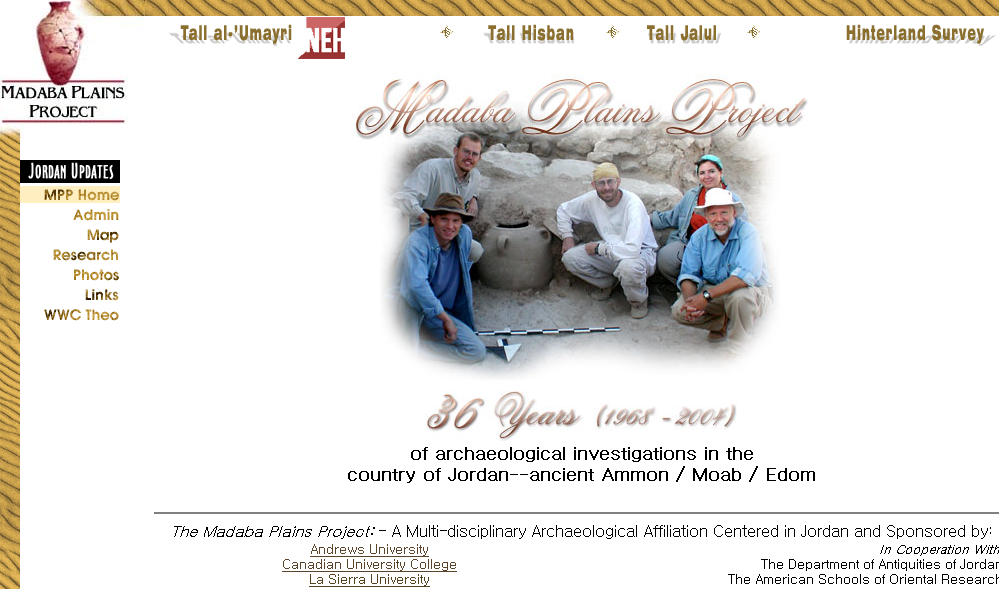 Tall al-'Umayri NEH Tall Hisban Tall Jalul Hinterland Survey
MADABA PLAINS
PROJECT
JORDAN UPDATES
MPP Home
Admin
Map
Research
Photos
Links
WWC Theo
Madaba Plains Project
36 Years (1968 - 2004)
of archaeological investigations in the
country of Jordan--ancient Ammon / Moab / Edom
The Madaba Plains Project: - A Multi-disciplinary Archaeological Affiliation Centered in Jordan and Sponsored by:
Andrews University
Canadian University College
La Sierra University
In Cooperation With
The Department of Antiquities of Jordan
The American Schools of Oriental Research